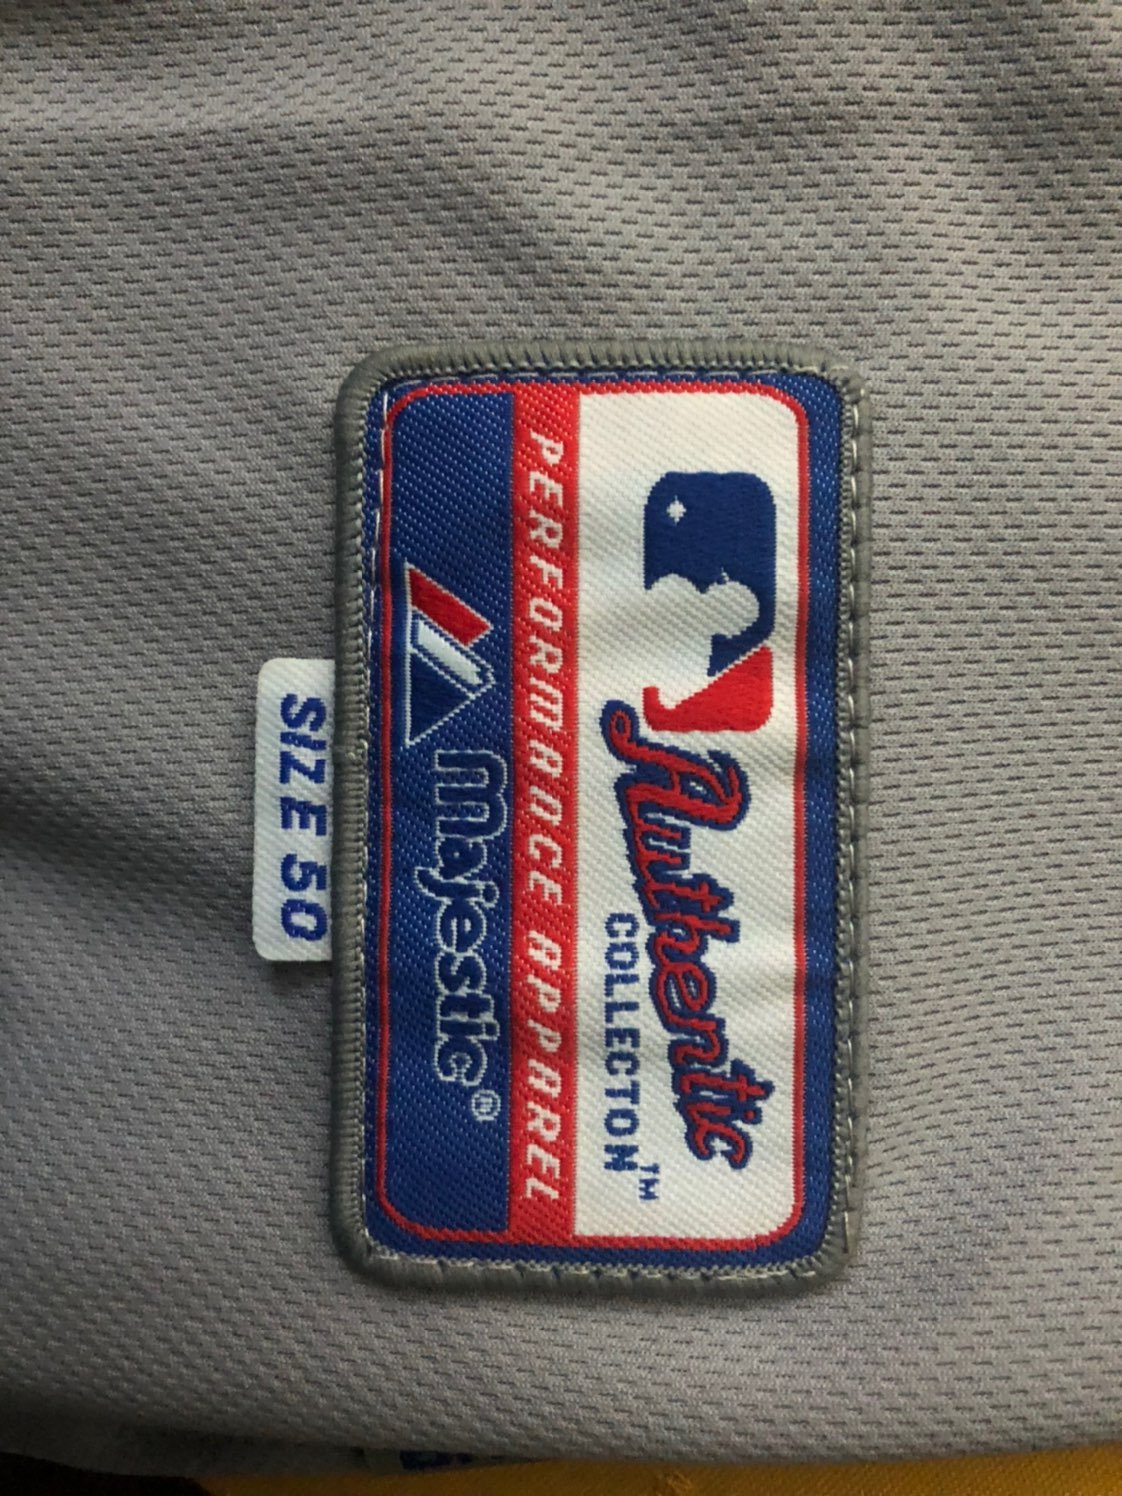 Authentic
COLLECTION™
PERFORMANCE APPAREL
majestic®
SIZE 50